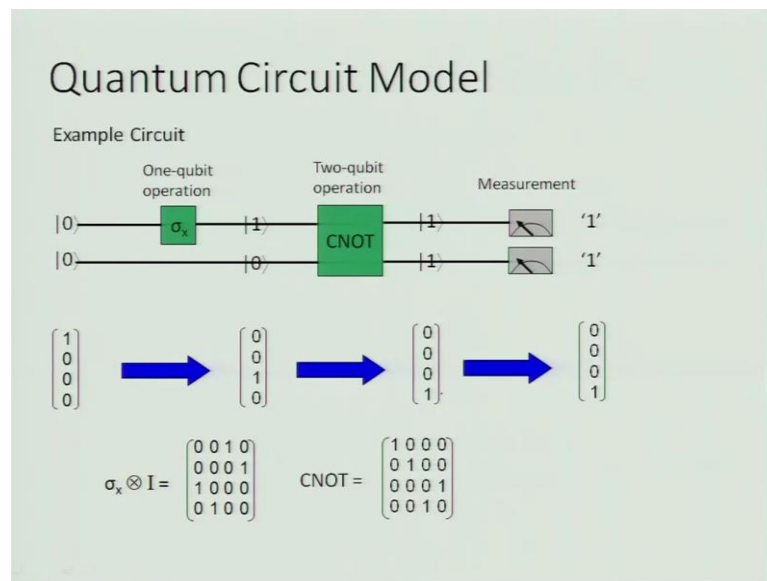 Quantum Circuit Model
Example Circuit
One-qubit
operation
Two-qubit
operation
Measurement
|0⟩ σx |1⟩ CNOT |1⟩ '1'
|0⟩ |0⟩ |1⟩ '1'
1 0 0 0
0 0 0 0
0 1 0 0
0 0 1 1
σx ⊗ I =
0 0 1 0
0 0 0 1
1 0 0 0
0 1 0 0
CNOT =
1 0 0 0
0 1 0 0
0 0 0 1
0 0 1 0